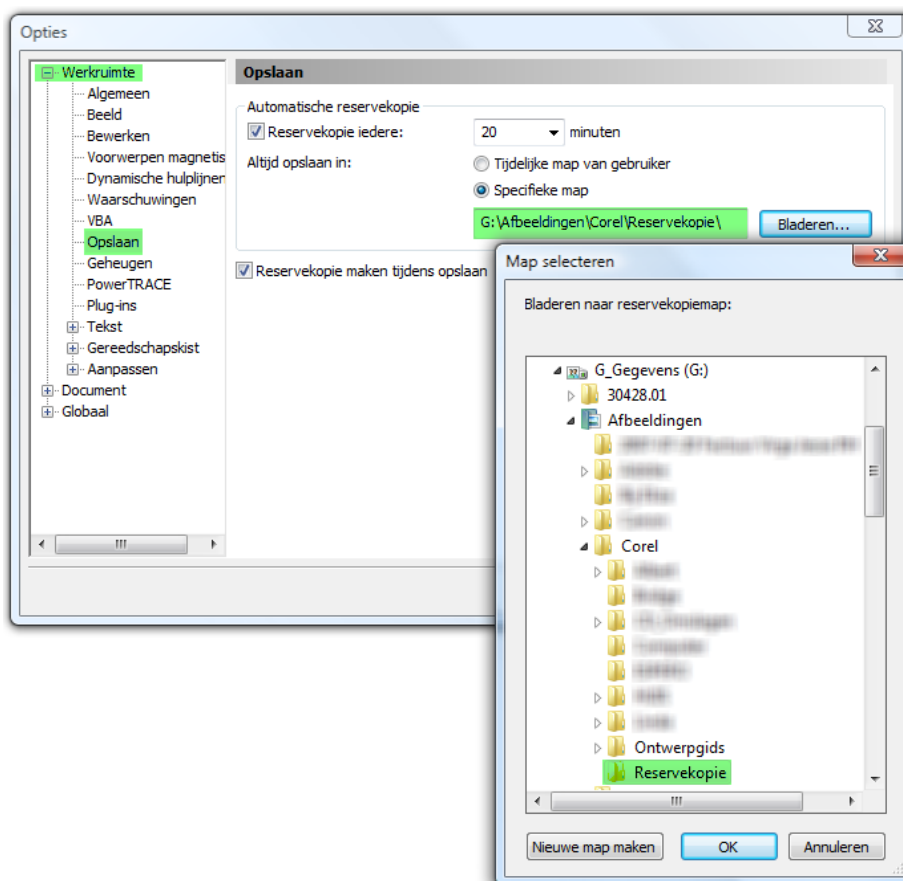 Opties
Werkruimte
Algemeen
Beeld
Bewerken
Voorwerpen magnetis
Dynamische hulplijnen
Waarschuwingen
VBA
Opslaan
Geheugen
PowerTRACE
Plug-ins
Tekst
Gereedschapskist
Aanpassen
Document
Globaal
Opslaan
Automatische reservekopie
Reservekopie iedere: 20 minuten
Altijd opslaan in: Tijdelijke map van gebruiker
Specifieke map
G:\Afbeeldingen\Corel\Reservekopie\ Bladeren...
Reservekopie maken tijdens opslaan
Map selecteren
Bladeren naar reservekopiemap:
G_Gegevens (G:)
30428.01
Afbeeldingen
Corel
Ontwerpgids
Reservekopie
Nieuwe map maken OK Annuleren